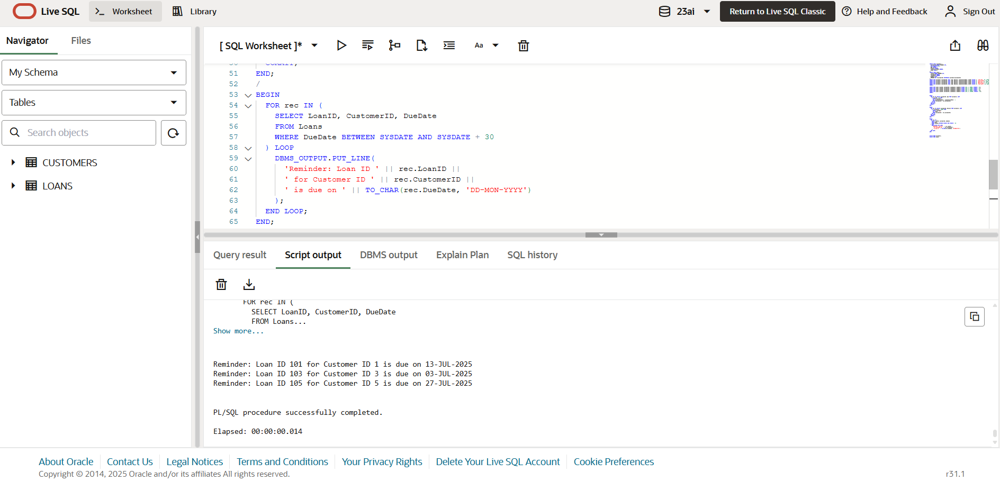 Live SQL
Worksheet
Library
23ai
Return to Live SQL Classic
Help and Feedback
Sign Out
Navigator
Files
My Schema
Tables
Search objects
CUSTOMERS
LOANS
[ SQL Worksheet ]*
Aa
50 COMMIT;
51 END;
52 /
53 BEGIN
54 FOR rec IN (
55 SELECT LoanID, CustomerID, DueDate
56 FROM Loans
57 WHERE DueDate BETWEEN SYSDATE AND SYSDATE + 30
58 ) LOOP
59 DBMS_OUTPUT.PUT_LINE(
60 'Reminder: Loan ID ' || rec.LoanID ||
61 ' for Customer ID ' || rec.CustomerID ||
62 ' is due on ' || TO_CHAR(rec.DueDate, 'DD-MON-YYYY')
63 );
64 END LOOP;
65 END;
Query result
Script output
DBMS output
Explain Plan
SQL history
FOR rec IN (
SELECT LoanID, CustomerID, DueDate
FROM Loans...
Show more...
Reminder: Loan ID 101 for Customer ID 1 is due on 13-JUL-2025
Reminder: Loan ID 103 for Customer ID 3 is due on 03-JUL-2025
Reminder: Loan ID 105 for Customer ID 5 is due on 27-JUL-2025
PL/SQL procedure successfully completed.
Elapsed: 00:00:00.014
About Oracle
Contact Us
Legal Notices
Terms and Conditions
Your Privacy Rights
Delete Your Live SQL Account
Cookie Preferences
Copyright © 2014, 2025 Oracle and/or its affiliates All rights reserved.
r31.1